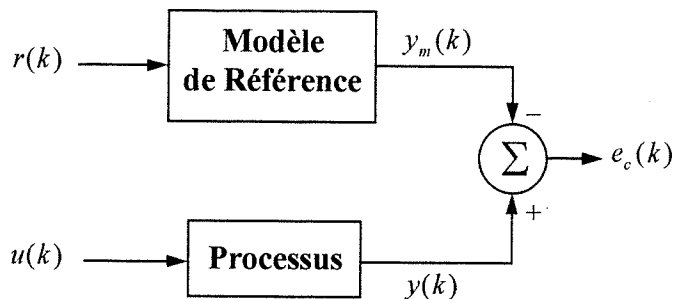 r(k)
Modèle
de Référence
y_m(k)
−
Σ
e_c(k)
+
u(k)
Processus
y(k)